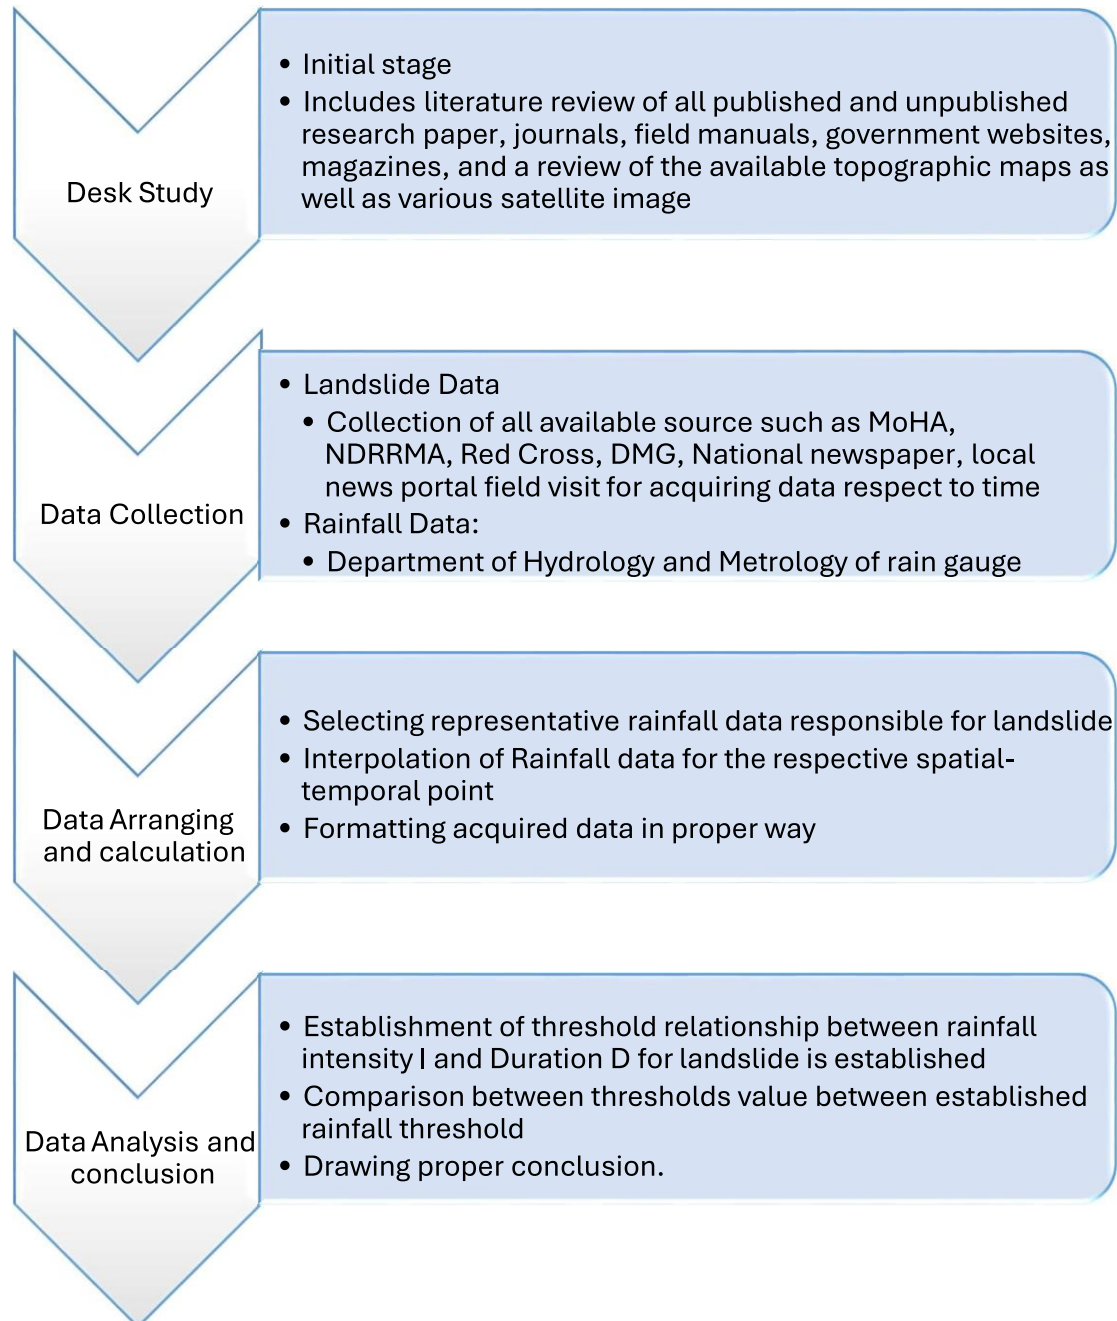 Desk Study
• Initial stage
• Includes literature review of all published and unpublished
research paper, journals, field manuals, government websites,
magazines, and a review of the available topographic maps as
well as various satellite image
Data Collection
• Landslide Data
• Collection of all available source such as MoHA,
NDRRMA, Red Cross, DMG, National newspaper, local
news portal field visit for acquiring data respect to time
• Rainfall Data:
• Department of Hydrology and Metrology of rain gauge
Data Arranging
and calculation
• Selecting representative rainfall data responsible for landslide
• Interpolation of Rainfall data for the respective spatial-
temporal point
• Formatting acquired data in proper way
Data Analysis and
conclusion
• Establishment of threshold relationship between rainfall
intensity I and Duration D for landslide is established
• Comparison between thresholds value between established
rainfall threshold
• Drawing proper conclusion.